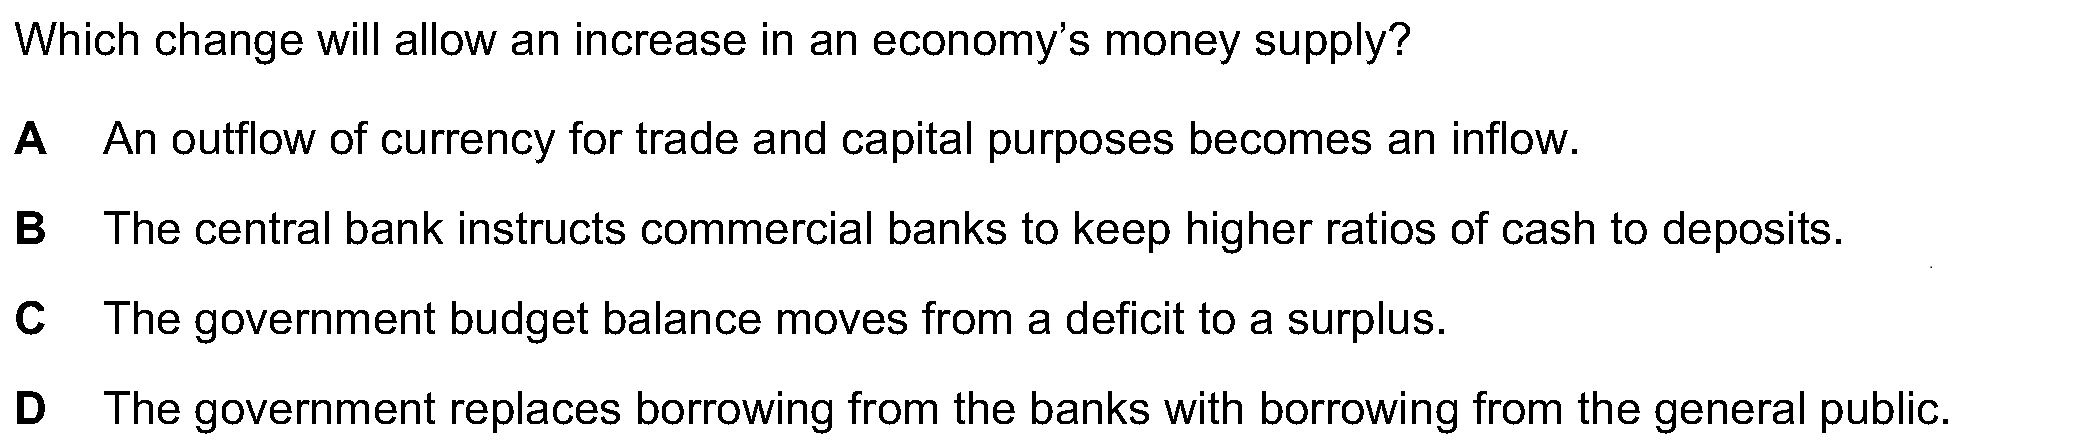 Which change will allow an increase in an economy’s money supply?
A An outflow of currency for trade and capital purposes becomes an inflow.
B The central bank instructs commercial banks to keep higher ratios of cash to deposits.
C The government budget balance moves from a deficit to a surplus.
D The government replaces borrowing from the banks with borrowing from the general public.